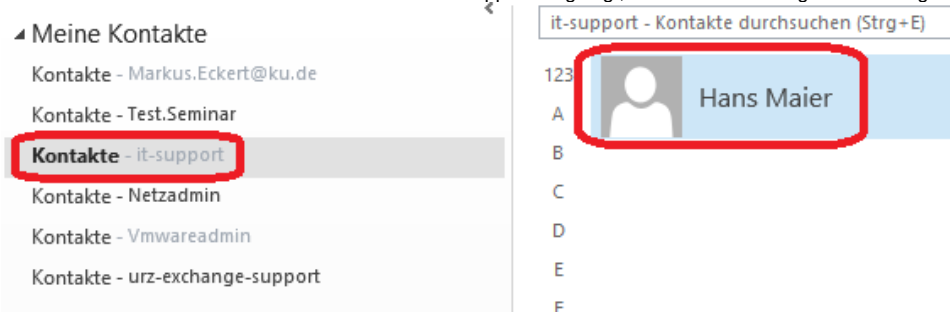 Meine Kontakte
Kontakte - Markus.Eckert@ku.de
Kontakte - Test.Seminar
Kontakte - it-support
Kontakte - Netzadmin
Kontakte - Vmwareadmin
Kontakte - urz-exchange-support
it-support - Kontakte durchsuchen (Strg+E)
123
Hans Maier
A
B
C
D
E